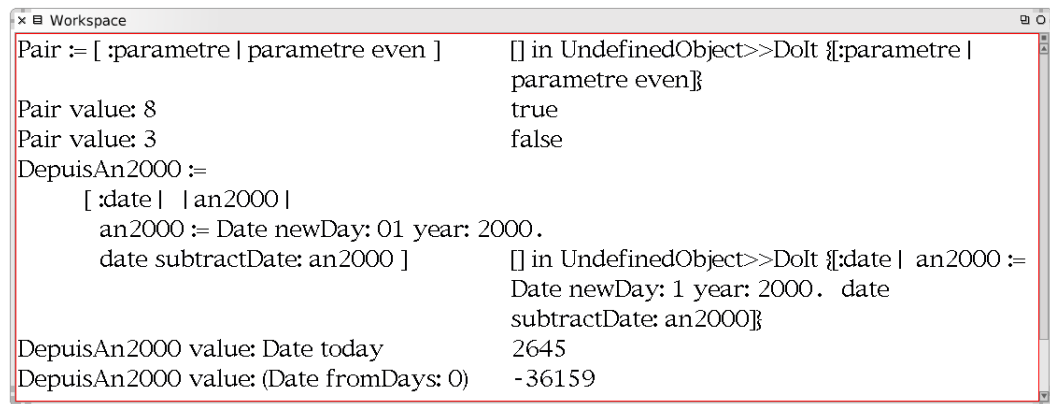 Workspace
Pair := [ :parametre | parametre even ] [] in UndefinedObject>>DoIt {[:parametre |
parametre even]}
Pair value: 8 true
Pair value: 3 false
DepuisAn2000 :=
[ :date | | an2000 |
an2000 := Date newDay: 01 year: 2000.
date subtractDate: an2000 ] [] in UndefinedObject>>DoIt {[:date | an2000 :=
Date newDay: 1 year: 2000. date
subtractDate: an2000]}
DepuisAn2000 value: Date today 2645
DepuisAn2000 value: (Date fromDays: 0) -36159